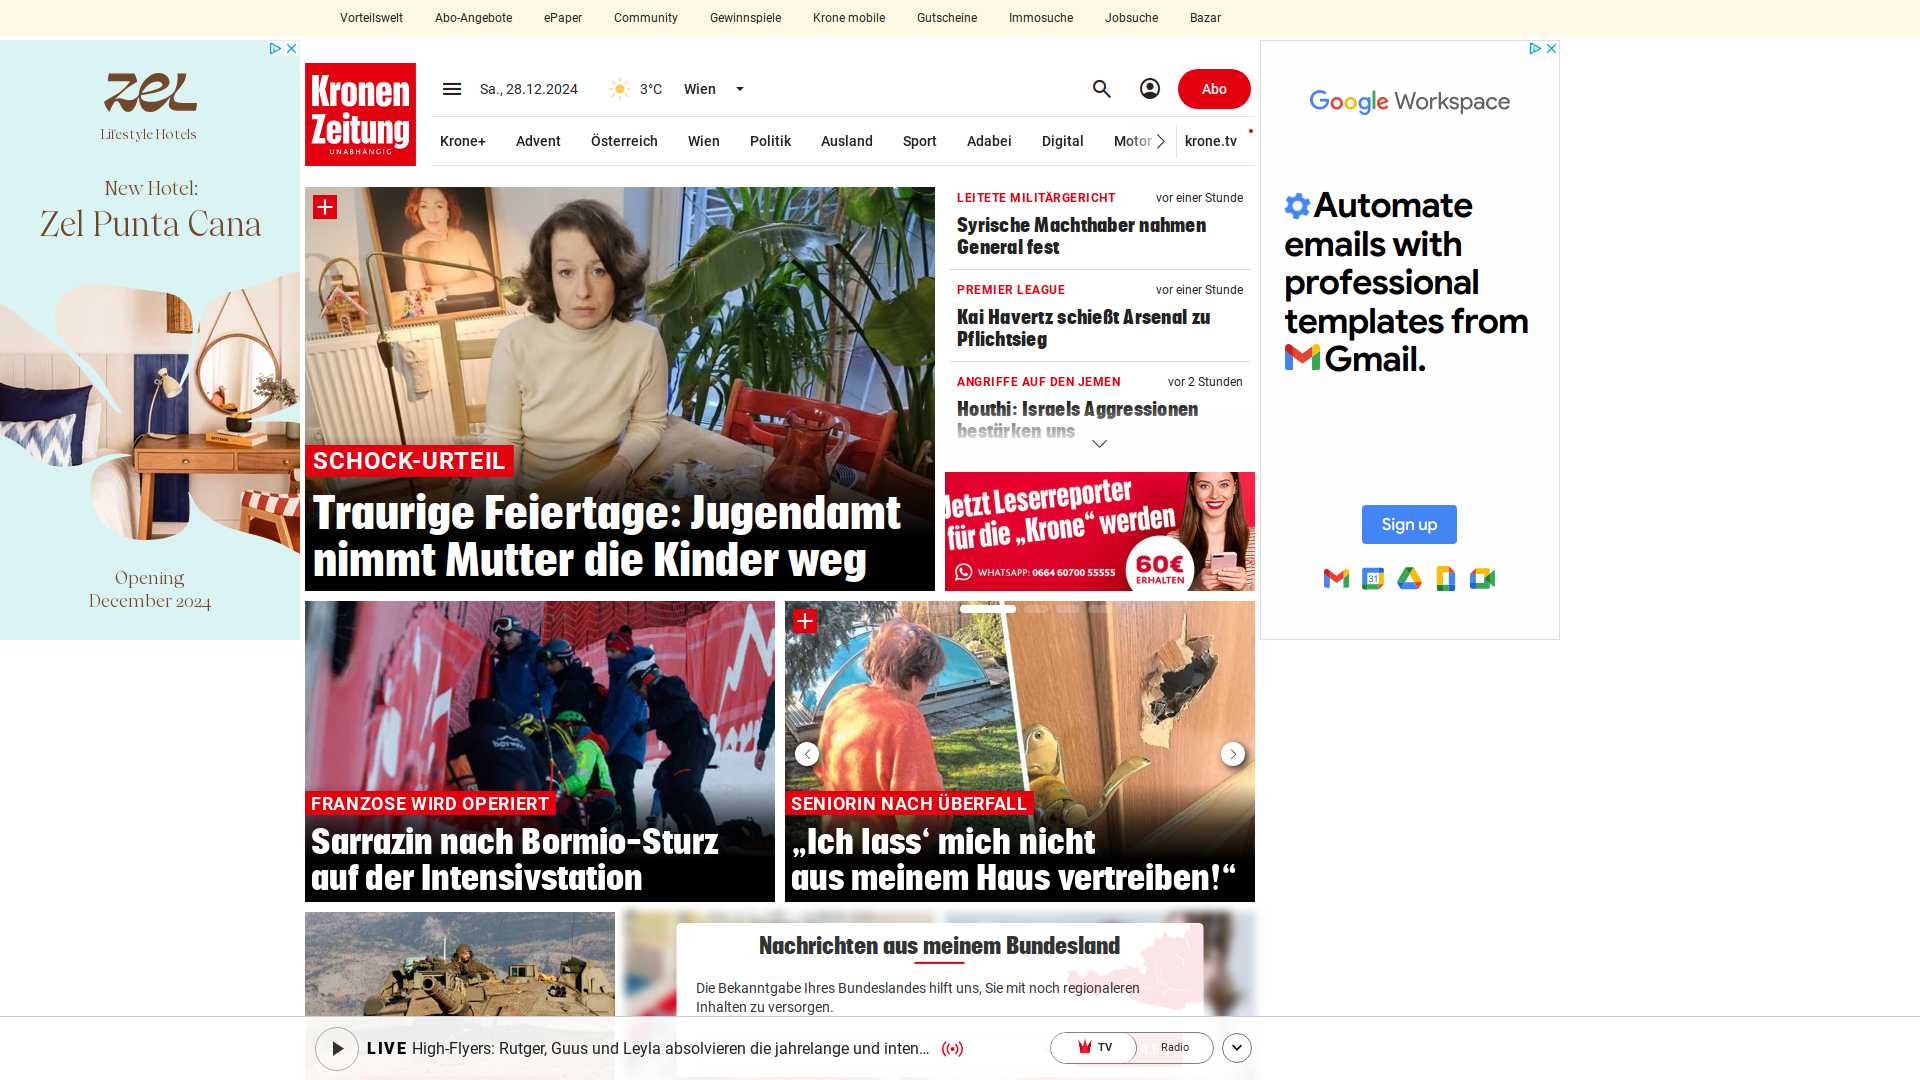 Vorteilswelt
Abo-Angebote
ePaper
Community
Gewinnspiele
Krone mobile
Gutscheine
Immosuche
Jobsuche
Bazar
zel
Lifestyle Hotels
New Hotel:
Zel Punta Cana
Opening
December 2024
Kronen
Zeitung
UNABHÄNGIG
Sa., 28.12.2024
3°C
Wien
Abo
Krone+
Advent
Österreich
Wien
Politik
Ausland
Sport
Adabei
Digital
Motor
krone.tv
SCHOCK-URTEIL
Traurige Feiertage: Jugendamt
nimmt Mutter die Kinder weg
LEITETE MILITÄRGERICHT
vor einer Stunde
Syrische Machthaber nahmen
General fest
PREMIER LEAGUE
vor einer Stunde
Kai Havertz schießt Arsenal zu
Pflichtsieg
ANGRIFFE AUF DEN JEMEN
vor 2 Stunden
Houthi: Israels Aggressionen
bestärken uns
Jetzt Leserreporter
für die „Krone“ werden
WHATSAPP: 0664 60700 55555
60€
ERHALTEN
FRANZOSE WIRD OPERIERT
Sarrazin nach Bormio-Sturz
auf der Intensivstation
SENIORIN NACH ÜBERFALL
„Ich lass‘ mich nicht
aus meinem Haus vertreiben!“
Nachrichten aus meinem Bundesland
Die Bekanntgabe Ihres Bundeslandes hilft uns, Sie mit noch regionaleren
Inhalten zu versorgen.
LIVE High-Flyers: Rutger, Guus und Leyla absolvieren die jahrelange und inten...
TV
Radio
Google Workspace
Automate
emails with
professional
templates from
Gmail.
Sign up
31